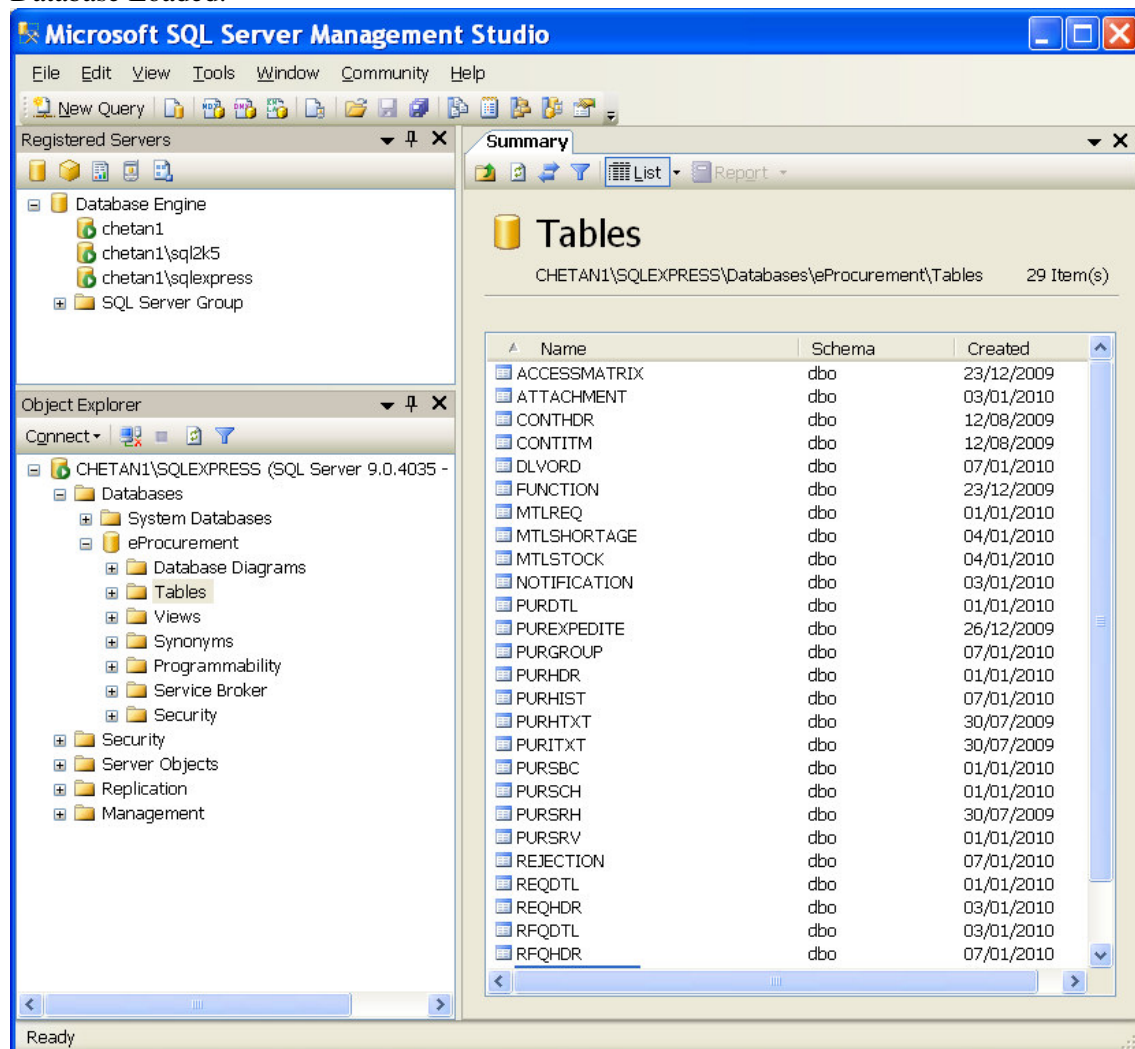 Database Loaded:
Microsoft SQL Server Management Studio
File Edit View Tools Window Community Help
New Query
Registered Servers
Database Engine
chetan1
chetan1\sql2k5
chetan1\sqlexpress
SQL Server Group
Object Explorer
Connect
CHETAN1\SQLEXPRESS (SQL Server 9.0.4035 -
Databases
System Databases
eProcurement
Database Diagrams
Tables
Views
Synonyms
Programmability
Service Broker
Security
Security
Server Objects
Replication
Management
Summary
List Report
Tables
CHETAN1\SQLEXPRESS\Databases\eProcurement\Tables 29 Item(s)
Name Schema Created
ACCESSMATRIX dbo 23/12/2009
ATTACHMENT dbo 03/01/2010
CONTHDR dbo 12/08/2009
CONTITM dbo 12/08/2009
DLVORD dbo 07/01/2010
FUNCTION dbo 23/12/2009
MTLREQ dbo 01/01/2010
MTLSHORTAGE dbo 04/01/2010
MTLSTOCK dbo 04/01/2010
NOTIFICATION dbo 03/01/2010
PURDTL dbo 01/01/2010
PUREXPEDITE dbo 26/12/2009
PURGROUP dbo 07/01/2010
PURHDR dbo 01/01/2010
PURHIST dbo 07/01/2010
PURHTXT dbo 30/07/2009
PURITXT dbo 30/07/2009
PURSBC dbo 01/01/2010
PURSCH dbo 01/01/2010
PURSRH dbo 30/07/2009
PURSRV dbo 01/01/2010
REJECTION dbo 07/01/2010
REQDTL dbo 01/01/2010
REQHDR dbo 03/01/2010
RFQDTL dbo 03/01/2010
RFQHDR dbo 07/01/2010
Ready